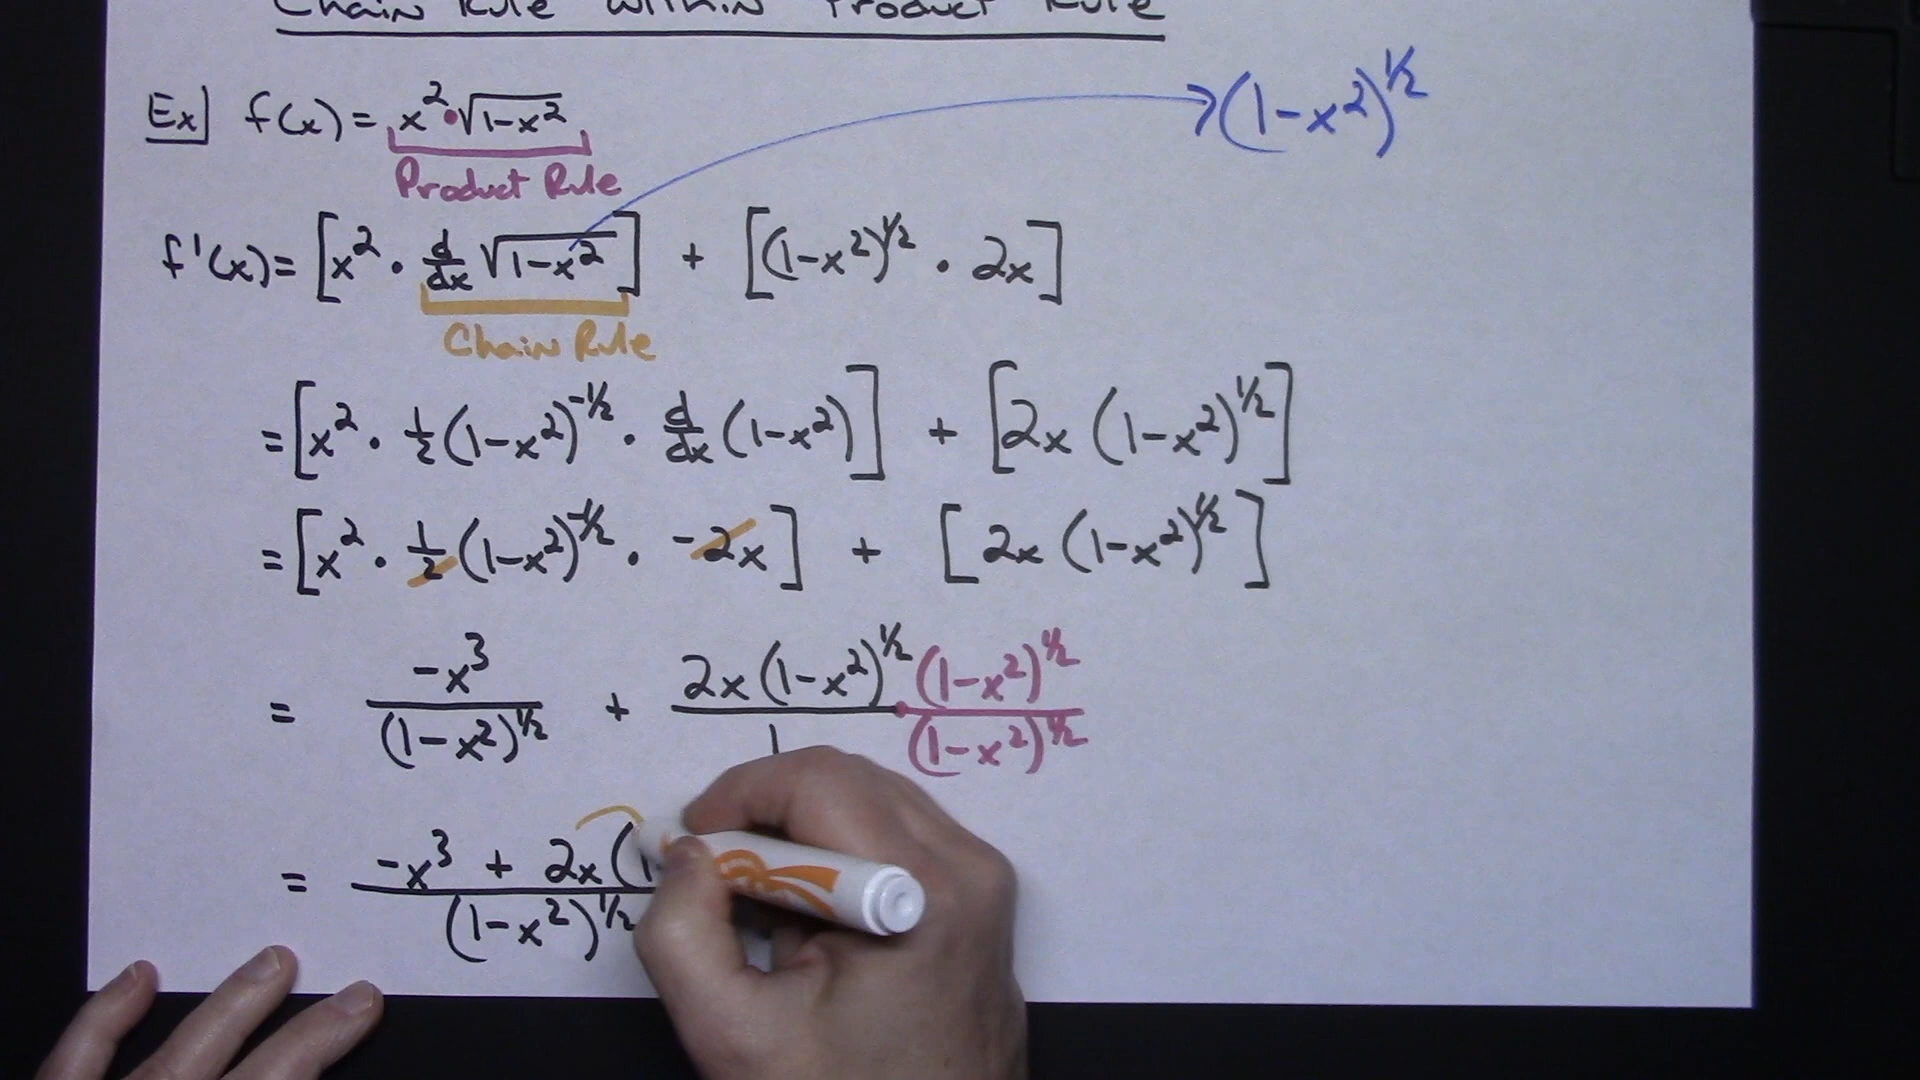 Chain Rule Within Product Rule
Ex] f(x) = x²·√(1-x²) → (1-x²)^½
Product Rule
f'(x) = [x² · d/dx √(1-x²)] + [(1-x²)^½ · 2x]
Chain Rule
= [x² · ½(1-x²)^-½ · d/dx (1-x²)] + [2x (1-x²)^½]
= [x² · ½(1-x²)^-½ · -2x] + [2x (1-x²)^½]
= -x³/(1-x²)^½ + 2x(1-x²)^½/1 · (1-x²)^½/(1-x²)^½
= -x³ + 2x(1-
(1-x²)^½